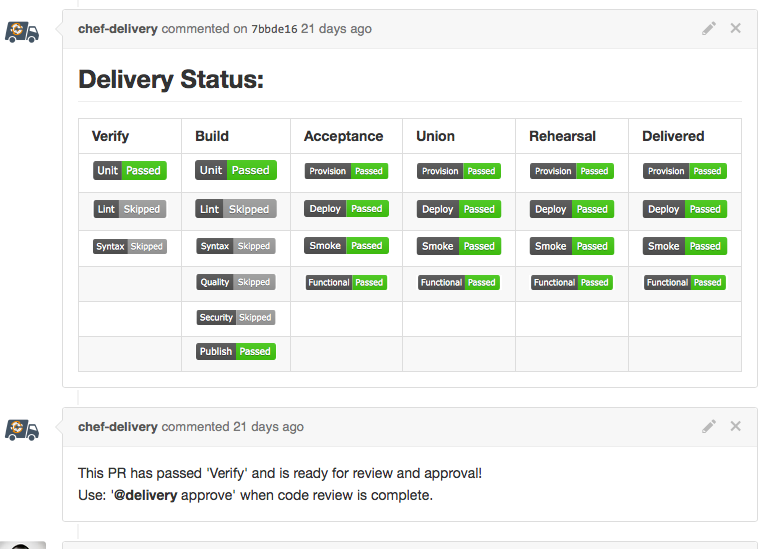 chef-delivery commented on 7bbde16 21 days ago
Delivery Status:
Verify Build Acceptance Union Rehearsal Delivered
Unit Passed Unit Passed Provision Passed Provision Passed Provision Passed Provision Passed
Lint Skipped Lint Skipped Deploy Passed Deploy Passed Deploy Passed Deploy Passed
Syntax Skipped Syntax Skipped Smoke Passed Smoke Passed Smoke Passed Smoke Passed
Quality Skipped Functional Passed Functional Passed Functional Passed Functional Passed
Security Skipped
Publish Passed
chef-delivery commented 21 days ago
This PR has passed 'Verify' and is ready for review and approval!
Use: '@delivery approve' when code review is complete.